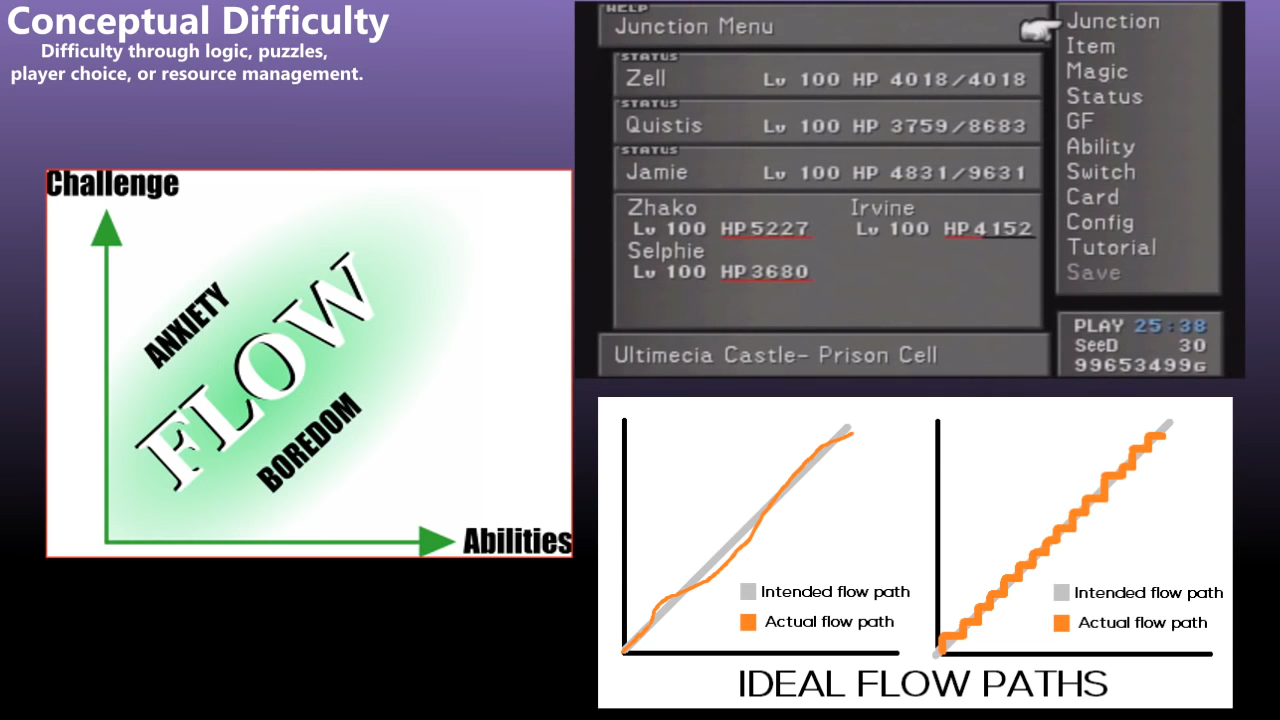 Conceptual Difficulty
Difficulty through logic, puzzles,
player choice, or resource management.
Challenge
ANXIETY
FLOW
BOREDOM
Abilities
HELP
Junction Menu
STATUS
Zell Lv 100 HP 4018/4018
STATUS
Quistis Lv 100 HP 3759/8683
STATUS
Jamie Lv 100 HP 4831/9631
Zhako Irvine
Lv 100 HP 5227 Lv 100 HP 4152
Selphie
Lv 100 HP 3680
Ultimecia Castle- Prison Cell
Junction
Item
Magic
Status
GF
Ability
Switch
Card
Config
Tutorial
Save
PLAY 25:38
SeeD 30
99653499G
Intended flow path
Actual flow path
Intended flow path
Actual flow path
IDEAL FLOW PATHS